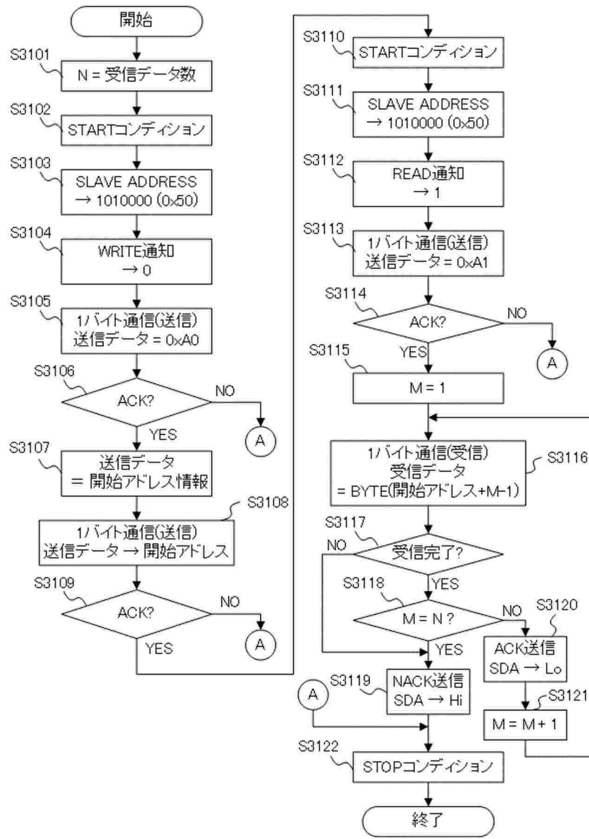 開始
S3101
N = 受信データ数
S3102
STARTコンディション
S3103
SLAVE ADDRESS
→ 1010000 (0x50)
S3104
WRITE通知
→ 0
S3105
1バイト通信(送信)
送信データ = 0xA0
S3106
ACK?
NO
A
YES
S3107
送信データ
= 開始アドレス情報
S3108
1バイト通信(送信)
送信データ → 開始アドレス
S3109
ACK?
NO
A
YES
S3110
STARTコンディション
S3111
SLAVE ADDRESS
→ 1010000 (0x50)
S3112
READ通知
→ 1
S3113
1バイト通信(送信)
送信データ = 0xA1
S3114
ACK?
NO
A
YES
S3115
M = 1
S3116
1バイト通信(受信)
受信データ
= BYTE(開始アドレス+M-1)
S3117
受信完了?
NO
YES
S3118
M = N ?
NO
YES
S3120
ACK送信
SDA → Lo
S3119
NACK送信
SDA → Hi
S3121
M = M + 1
A
S3122
STOPコンディション
終了